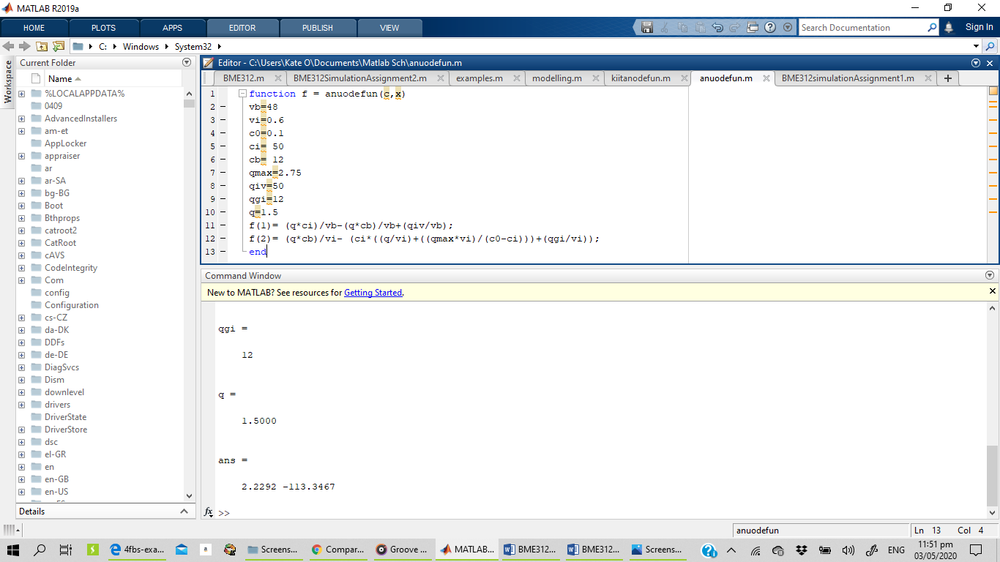 MATLAB R2019a
HOME PLOTS APPS EDITOR PUBLISH VIEW
Search Documentation
Sign In
C: Windows System32
Workspace
Current Folder
Name
%LOCALAPPDATA%
0409
AdvancedInstallers
am-et
AppLocker
appraiser
ar
ar-SA
bg-BG
Boot
Bthprops
catroot2
CatRoot
cAVS
CodeIntegrity
Com
config
Configuration
cs-CZ
da-DK
DDFs
de-DE
DiagSvcs
Dism
downlevel
drivers
DriverState
DriverStore
dsc
el-GR
en
en-GB
en-US
Details
Editor - C:\Users\Kate O\Documents\Matlab Sch\anuodefun.m
BME312.m BME312SimulationAssignment2.m examples.m modelling.m kiitanodefun.m anuodefun.m BME312simulationAssignment1.m
1 function f = anuodefun(c,x)
2 vb=48
3 vi=0.6
4 c0=0.1
5 ci= 50
6 cb= 12
7 qmax=2.75
8 qiv=50
9 qgi=12
10 q=1.5
11 f(1)= (q*ci)/vb-(q*cb)/vb+(qiv/vb);
12 f(2)= (q*cb)/vi- (ci*((q/vi)+((qmax*vi)/(c0-ci)))+(qgi/vi));
13 end
Command Window
New to MATLAB? See resources for Getting Started.
qgi =
12
q =
1.5000
ans =
2.2292 -113.3467
fx >>
anuodefun
Ln 13 Col 4
4fbs-exa... Screens... Compar... Groove ... MATLAB... BME312... BME312... Screens...
ENG
11:51 pm
03/05/2020